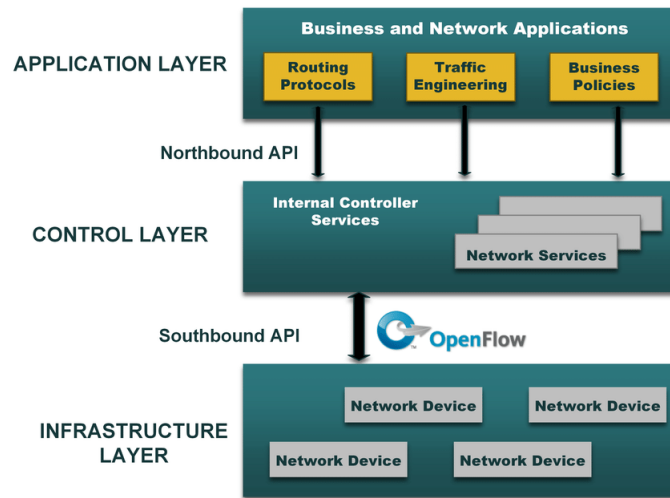 Business and Network Applications
APPLICATION LAYER
Routing
Protocols
Traffic
Engineering
Business
Policies
Northbound API
Internal Controller
Services
CONTROL LAYER
Network Services
Southbound API
OpenFlow
TM
INFRASTRUCTURE
LAYER
Network Device
Network Device
Network Device
Network Device